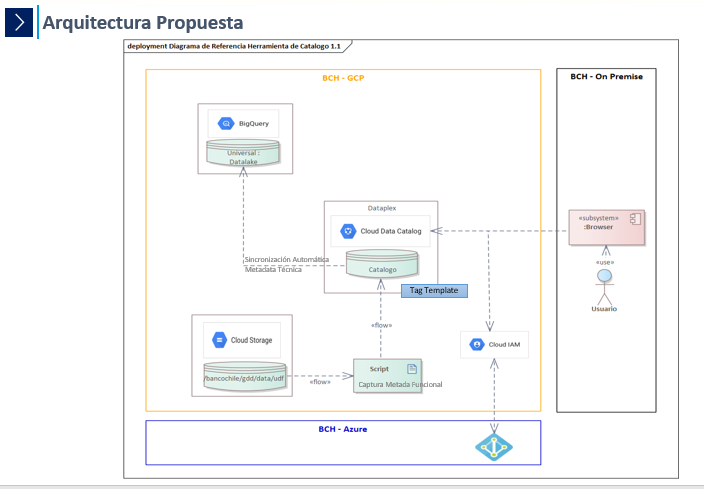 Arquitectura Propuesta
deployment Diagrama de Referencia Herramienta de Catalogo 1.1
BCH - GCP
BCH - On Premise
BigQuery
Universal :
Datalake
Dataplex
Cloud Data Catalog
«subsystem»
:Browser
Sincronización Automática
Metadata Técnica
Catalogo
«use»
Tag Template
Usuario
«flow»
Cloud Storage
Cloud IAM
/bancochile/gdd/data/udf
«flow»
Script
Captura Metada Funcional
BCH - Azure